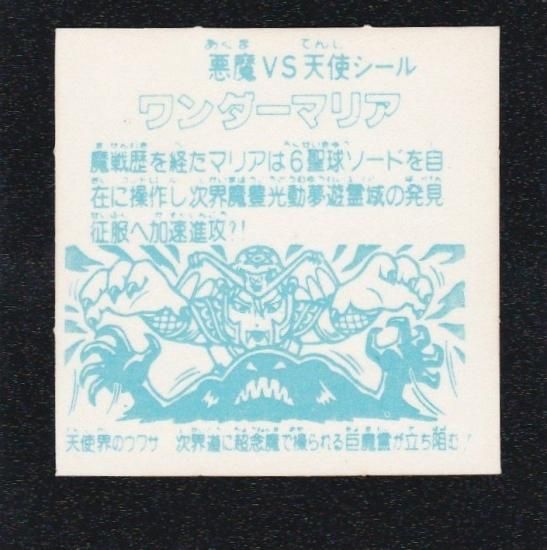 悪魔VS天使シール
ワンダーマリア
魔戦歴を経たマリアは6聖球ソードを自
在に操作し次界魔豊光動夢遊霊域の発見
征服へ加速進攻?!
天使界のウワサ 次界道に超念魔で操られる巨魔霊が立ち阻む!